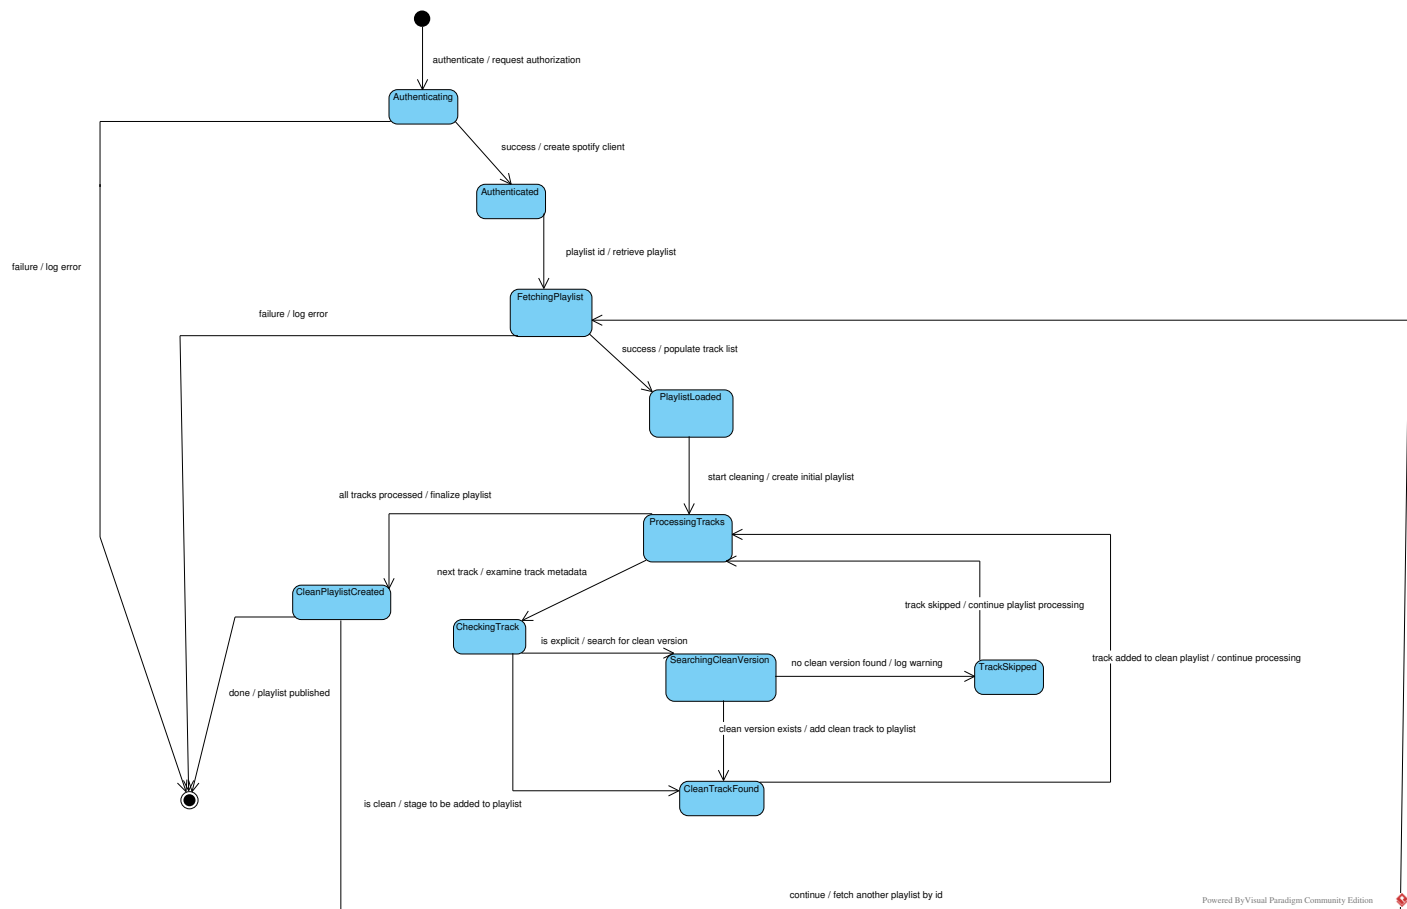 authenticate / request authorization
Authenticating
success / create spotify client
Authenticated
playlist id / retrieve playlist
failure / log error
FetchingPlaylist
failure / log error
success / populate track list
PlaylistLoaded
start cleaning / create initial playlist
all tracks processed / finalize playlist
ProcessingTracks
next track / examine track metadata
CleanPlaylistCreated
track skipped / continue playlist processing
CheckingTrack
is explicit / search for clean version
SearchingCleanVersion
no clean version found / log warning
TrackSkipped
track added to clean playlist / continue processing
done / playlist published
clean version exists / add clean track to playlist
CleanTrackFound
is clean / stage to be added to playlist
continue / fetch another playlist by id
Powered ByVisual Paradigm Community Edition